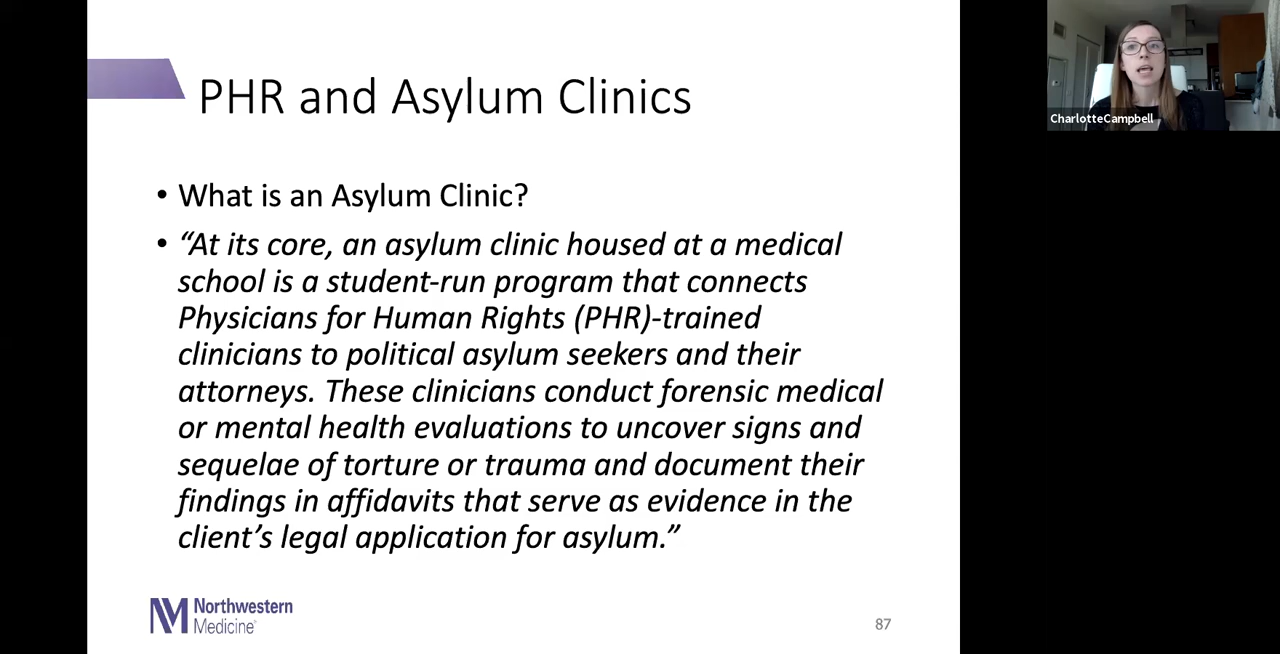 PHR and Asylum Clinics
CharlotteCampbell
• What is an Asylum Clinic?
• “At its core, an asylum clinic housed at a medical
school is a student-run program that connects
Physicians for Human Rights (PHR)-trained
clinicians to political asylum seekers and their
attorneys. These clinicians conduct forensic medical
or mental health evaluations to uncover signs and
sequelae of torture or trauma and document their
findings in affidavits that serve as evidence in the
client’s legal application for asylum.”
NM Northwestern
Medicine
87